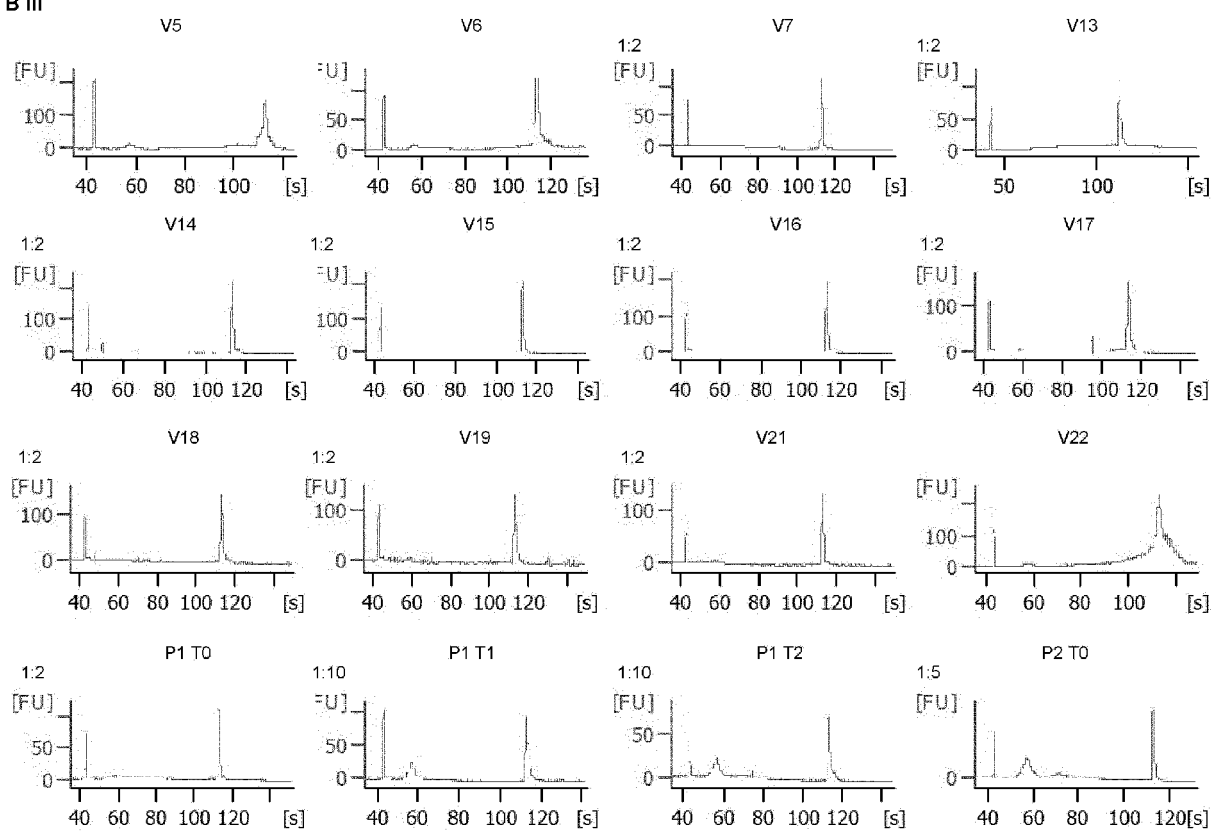 B III
V5 V6 V7 V13
1:2 1:2
[FU] FU] [FU] [FU]
100 50 50 50
0 0 0 0
40 60 80 100 [s] 40 60 80 100 120 [s] 40 60 80 100 120 [s] 50 100 [s]
V14 V15 V16 V17
1:2 1:2 1:2 1:2
[FU] FU] [FU] [FU]
100 100 100 100
0 0 0 0
40 60 80 100 120 [s] 40 60 80 100 120 [s] 40 60 80 100 120 [s] 40 60 80 100 120 [s]
V18 V19 V21 V22
1:2 1:2 1:2
[FU] [FU] [FU] [FU]
100 100 100 100
0 0 0 0
40 60 80 100 120 [s] 40 60 80 100 120 [s] 40 60 80 100 120 [s] 40 60 80 100 [s]
P1 T0 P1 T1 P1 T2 P2 T0
1:2 1:10 1:10 1:5
[FU] FU] [FU] [FU]
50 50 50 0
0 0 0
40 60 80 100 120 [s] 40 60 80 100 120 [s] 40 60 80 100 120 [s] 40 60 80 100 120[s]